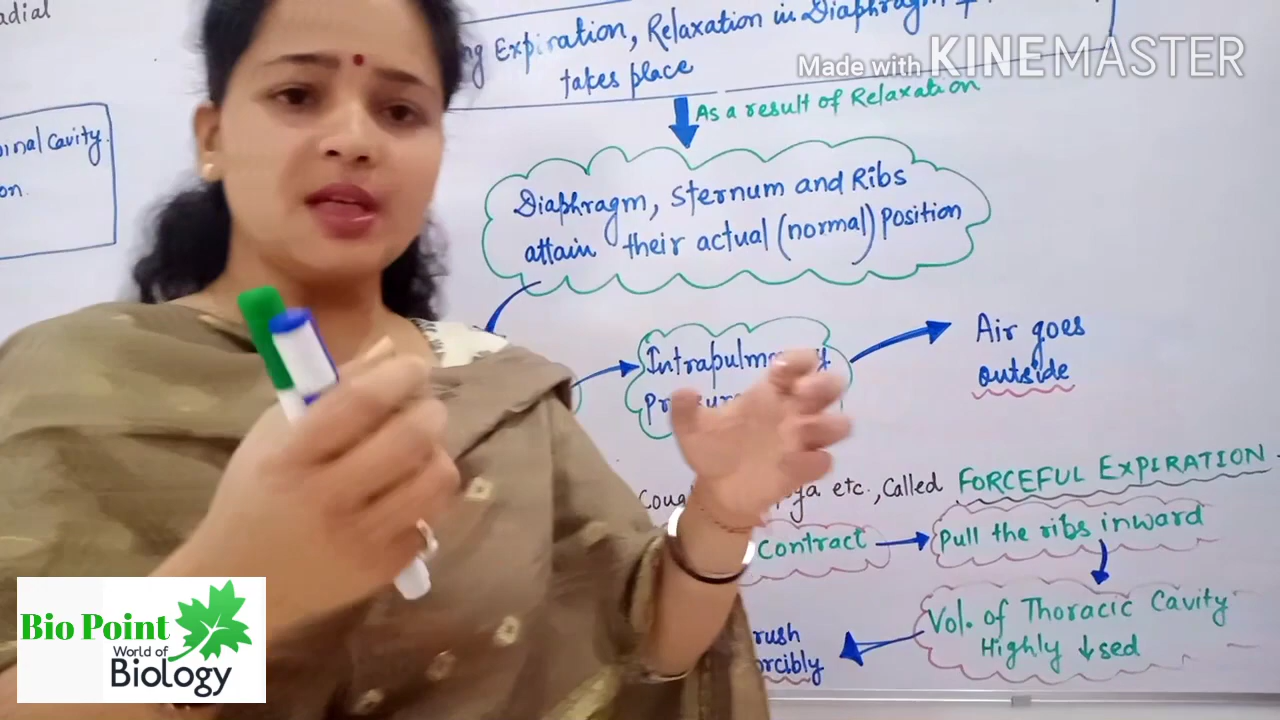 adial
ng Expiration, Relaxation in Diaphragm
takes place
Made with KINEMASTER
As a result of Relaxation
inal Cavity.
on.
Diaphragm, Sternum and Ribs
attain their actual (normal) Position
Intrapulm
Air goes
outside
etc., Called FORCEFUL EXPIRATION
Contract
Pull the ribs inward
Vol. of Thoracic Cavity
Highly ↓sed
rush
orcibly
Bio Point
World of
Biology